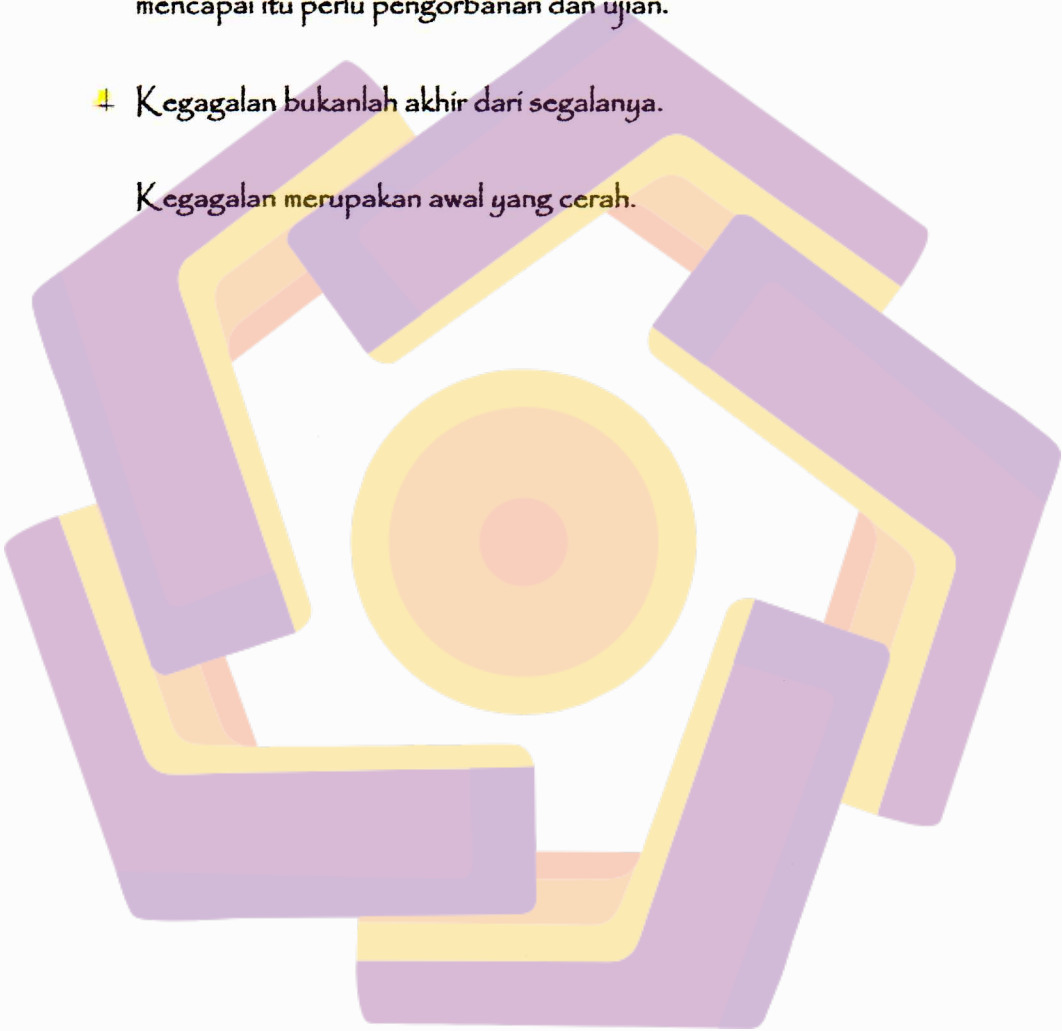 mencapai itu perlu pengorbanan dan ujian.
Kegagalan bukanlah akhir dari segalanya.
Kegagalan merupakan awal yang cerah.